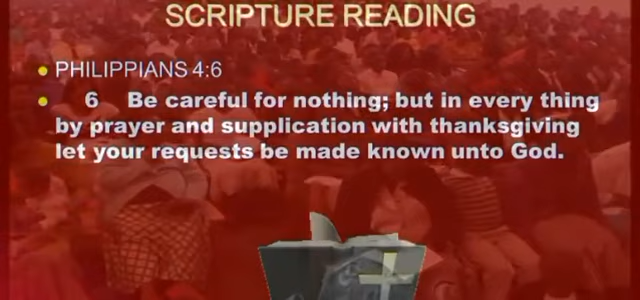 SCRIPTURE READING
PHILIPPIANS 4:6
6 Be careful for nothing; but in every thing
by prayer and supplication with thanksgiving
let your requests be made known unto God.